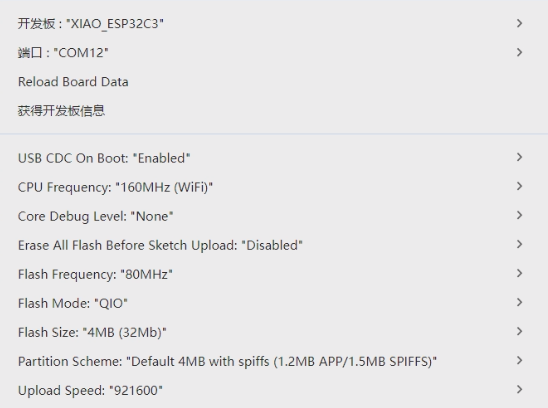 开发板 : "XIAO_ESP32C3"
端口 : "COM12"
Reload Board Data
获得开发板信息
USB CDC On Boot: "Enabled"
CPU Frequency: "160MHz (WiFi)"
Core Debug Level: "None"
Erase All Flash Before Sketch Upload: "Disabled"
Flash Frequency: "80MHz"
Flash Mode: "QIO"
Flash Size: "4MB (32Mb)"
Partition Scheme: "Default 4MB with spiffs (1.2MB APP/1.5MB SPIFFS)"
Upload Speed: "921600"